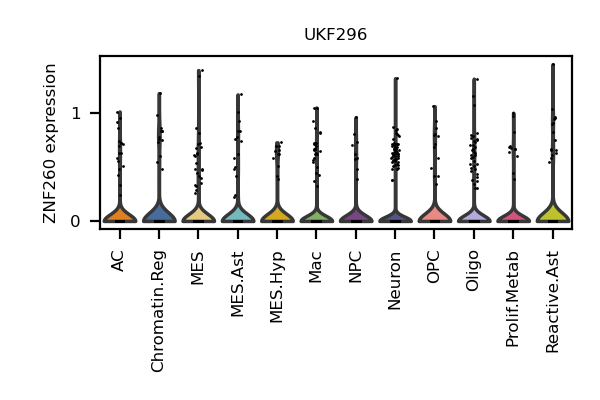 UKF296
ZNF260 expression
1
0
AC
Chromatin.Reg
MES
MES.Ast
MES.Hyp
Mac
NPC
Neuron
OPC
Oligo
Prolif.Metab
Reactive.Ast